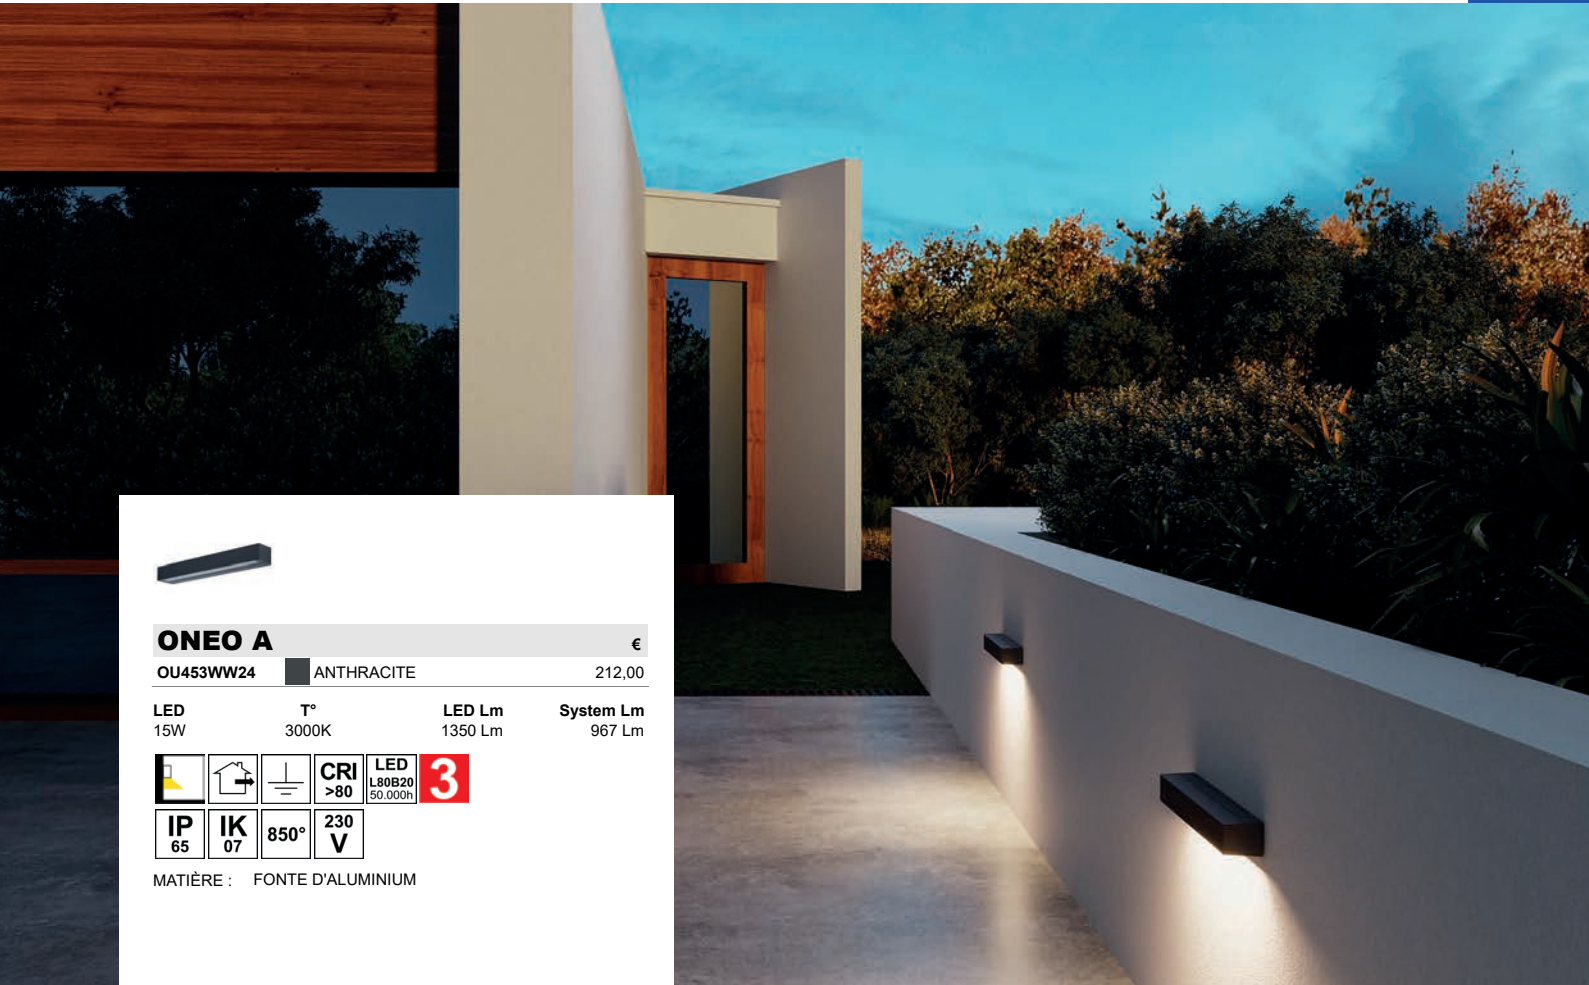 ONEO A €
OU453WW24 ANTHRACITE 212,00
LED T° LED Lm System Lm
15W 3000K 1350 Lm 967 Lm
CRI >80 LED L80B20 50.000h 3
IP 65 IK 07 850° 230 V
MATIÈRE : FONTE D'ALUMINIUM